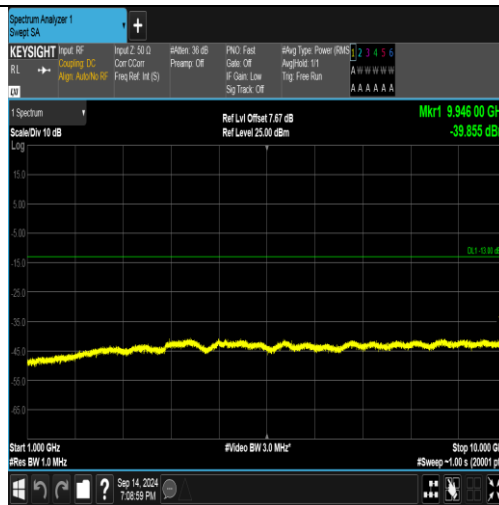 Spectrum Analyzer 1
Swept SA
+
KEYSIGHT Input: RF Input Z: 50 Ω #Atten: 36 dB PNO: Fast #Avg Type: Power (RMS 1 2 3 4 5 6
RL Coupling: DC Corr CCorr Preamp: Off Gate: Off Avg|Hold: 1/1 A W W W W W
Align: Auto/No RF Freq Ref: Int (S) IF Gain: Low Trig: Free Run
Sig Track: Off A A A A A A
LXI
1 Spectrum Ref Lvl Offset 7.67 dB Mkr1 9.946 00 GH
Scale/Div 10 dB Ref Level 25.00 dBm -39.855 dB
Log
15.0
5.00
-5.00
DL1 -13.00 dB
-15.0
-25.0
-35.0
-45.0
-55.0
-65.0
Start 1.000 GHz #Video BW 3.0 MHz* Stop 10.000 G
#Res BW 1.0 MHz #Sweep ~1.00 s (20001 pt
? Sep 14, 2024
7:08:59 PM